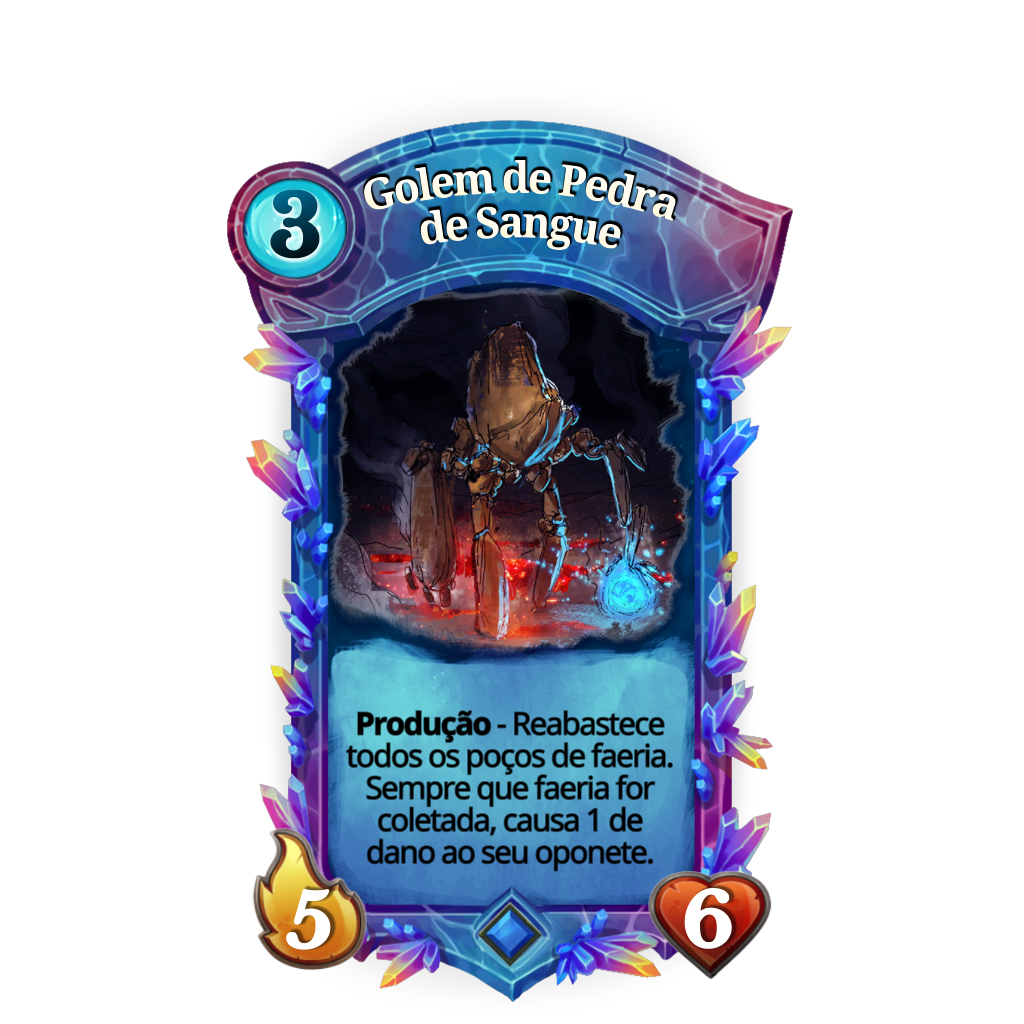 3
Golem de Pedra
de Sangue
Produção - Reabastece
todos os poços de faeria.
Sempre que faeria for
coletada, causa 1 de
dano ao seu oponete.
5
6